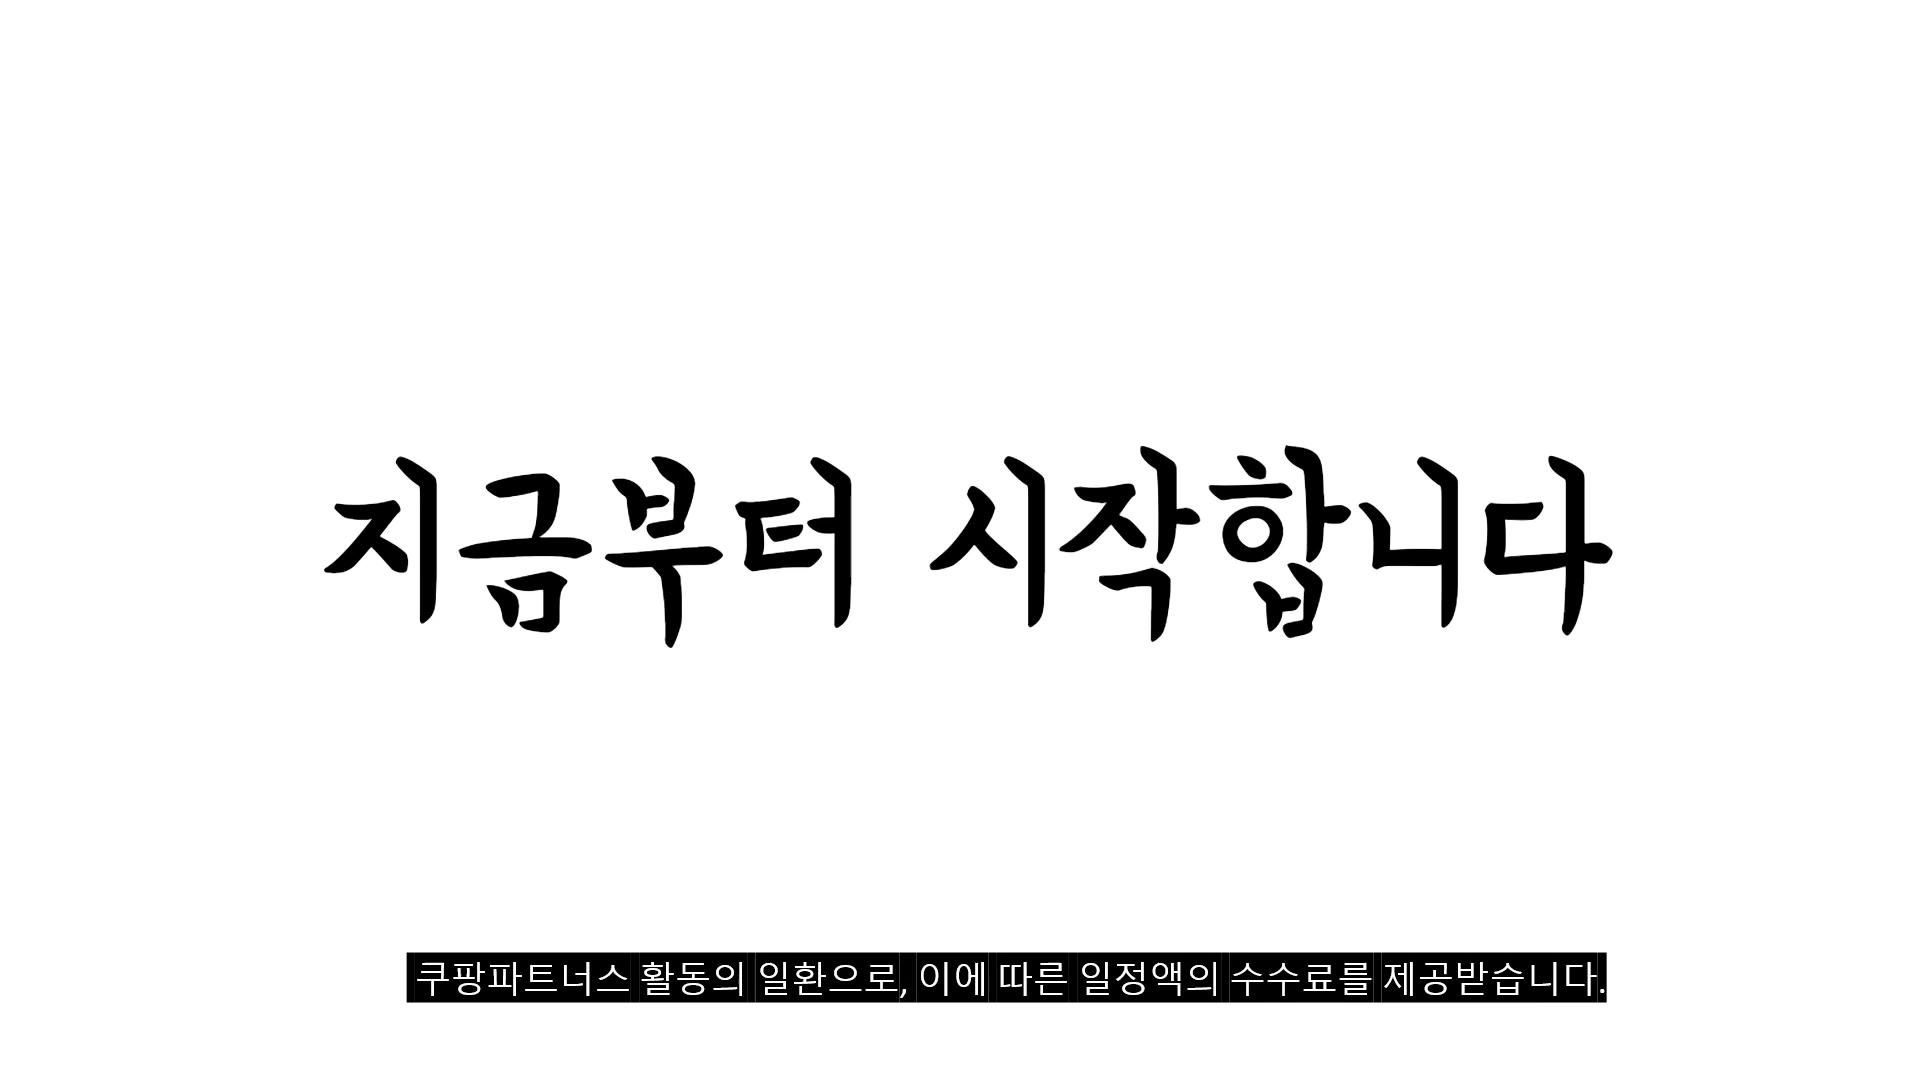 지금부터 시작합니다
쿠팡파트너스 활동의 일환으로, 이에 따른 일정액의 수수료를 제공받습니다.